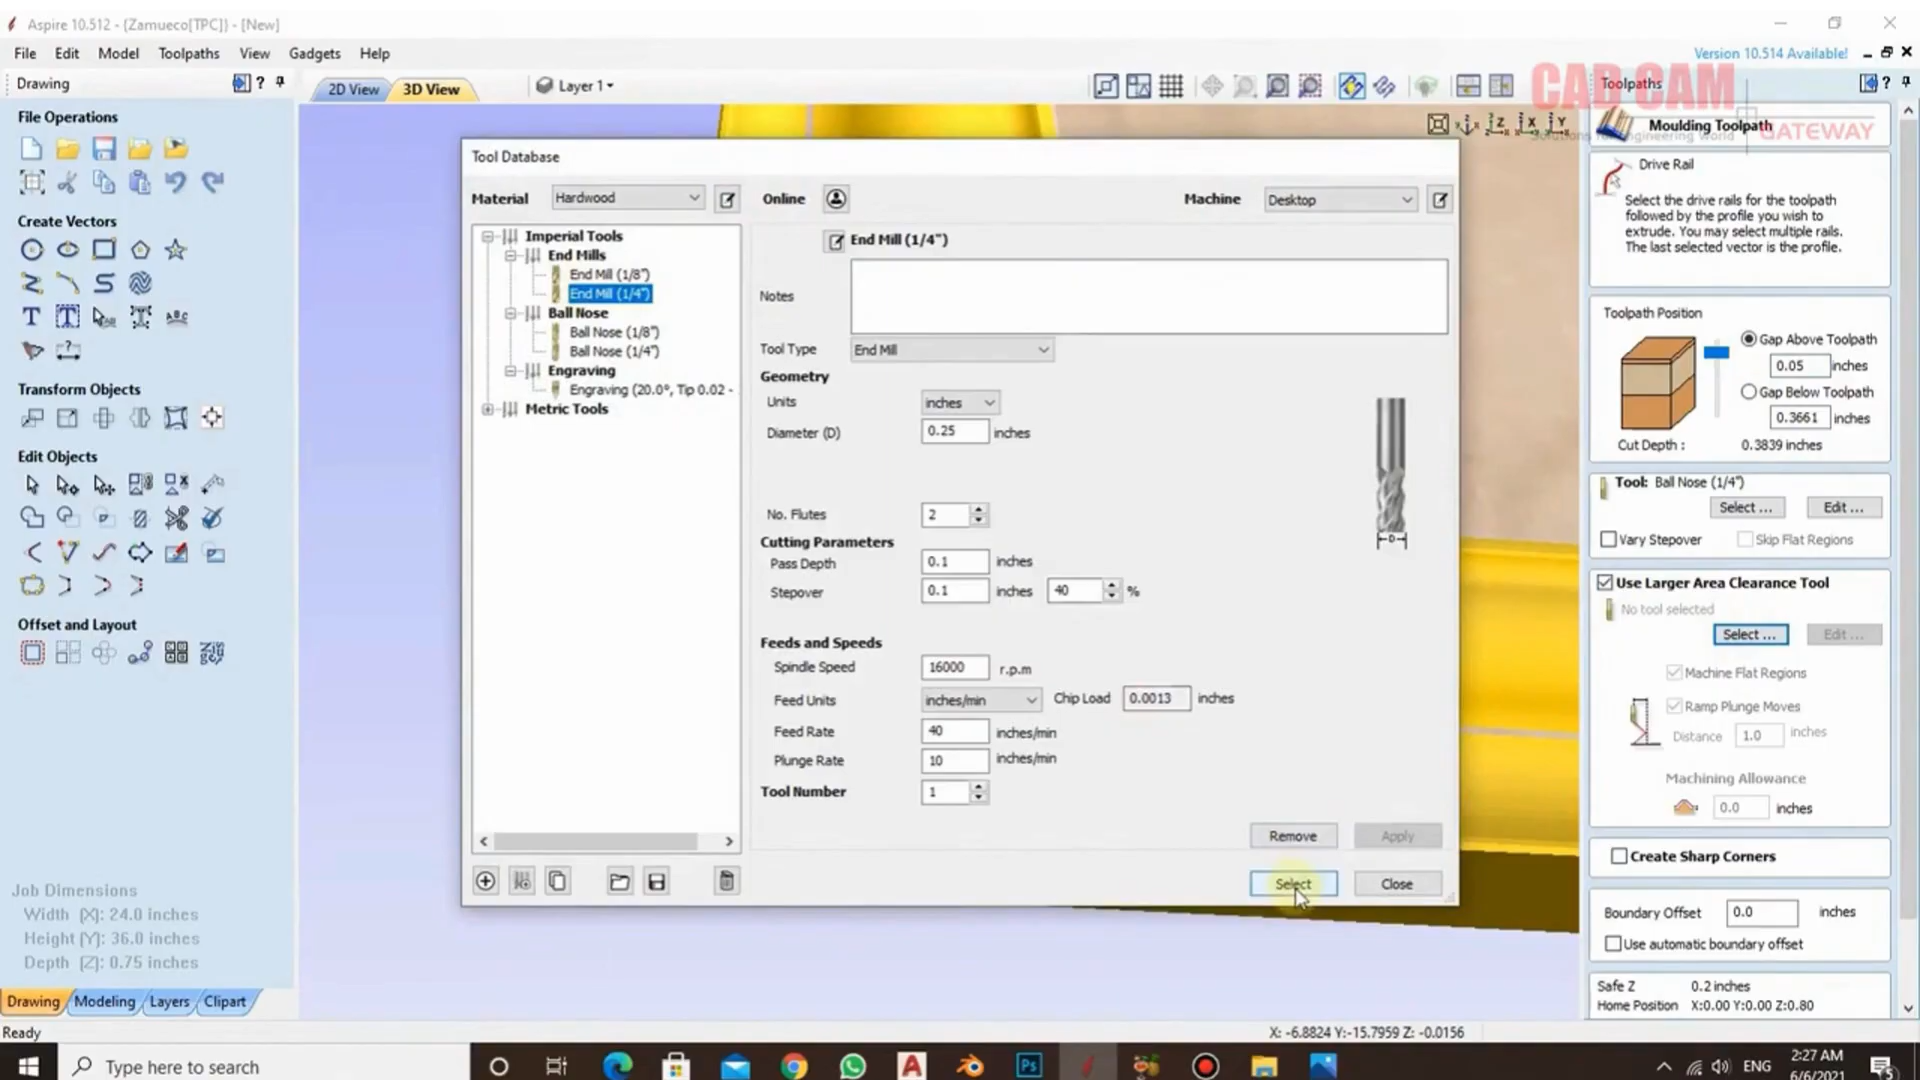 Aspire 10.512 - {Zamueco[TPC]} - [New]
File Edit Model Toolpaths View Gadgets Help
Version 10.514 Available!
Drawing
2D View
3D View
Layer 1
CAD CAM
GATEWAY
Toolpaths
File Operations
Create Vectors
Transform Objects
Edit Objects
Offset and Layout
Job Dimensions
Width (X): 24.0 inches
Height (Y): 36.0 inches
Depth (Z): 0.75 inches
Drawing Modeling Layers Clipart
Ready
Tool Database
Material Hardwood
Online
Machine Desktop
Imperial Tools
End Mills
End Mill (1/8")
End Mill (1/4")
Ball Nose
Ball Nose (1/8")
Ball Nose (1/4")
Engraving
Engraving (20.0°, Tip 0.02 -
Metric Tools
End Mill (1/4")
Notes
Tool Type End Mill
Geometry
Units inches
Diameter (D) 0.25 inches
No. Flutes 2
Cutting Parameters
Pass Depth 0.1 inches
Stepover 0.1 inches 40 %
Feeds and Speeds
Spindle Speed 16000 r.p.m
Feed Units inches/min Chip Load 0.0013 inches
Feed Rate 40 inches/min
Plunge Rate 10 inches/min
Tool Number 1
D
Remove Apply
Select Close
Moulding Toolpath
Drive Rail
Select the drive rails for the toolpath
followed by the profile you wish to
extrude. You may select multiple rails.
The last selected vector is the profile.
Toolpath Position
Gap Above Toolpath
0.05 inches
Gap Below Toolpath
0.3661 inches
Cut Depth : 0.3839 inches
Tool: Ball Nose (1/4")
Select ... Edit ...
Vary Stepover Skip Flat Regions
Use Larger Area Clearance Tool
No tool selected
Select ... Edit ...
Machine Flat Regions
Ramp Plunge Moves
Distance 1.0 inches
Machining Allowance
0.0 inches
Create Sharp Corners
Boundary Offset 0.0 inches
Use automatic boundary offset
Safe Z 0.2 inches
Home Position X:0.00 Y:0.00 Z:0.80
X: -6.8824 Y:-15.7959 Z: -0.0156
Type here to search
ENG
2:27 AM
6/6/2021